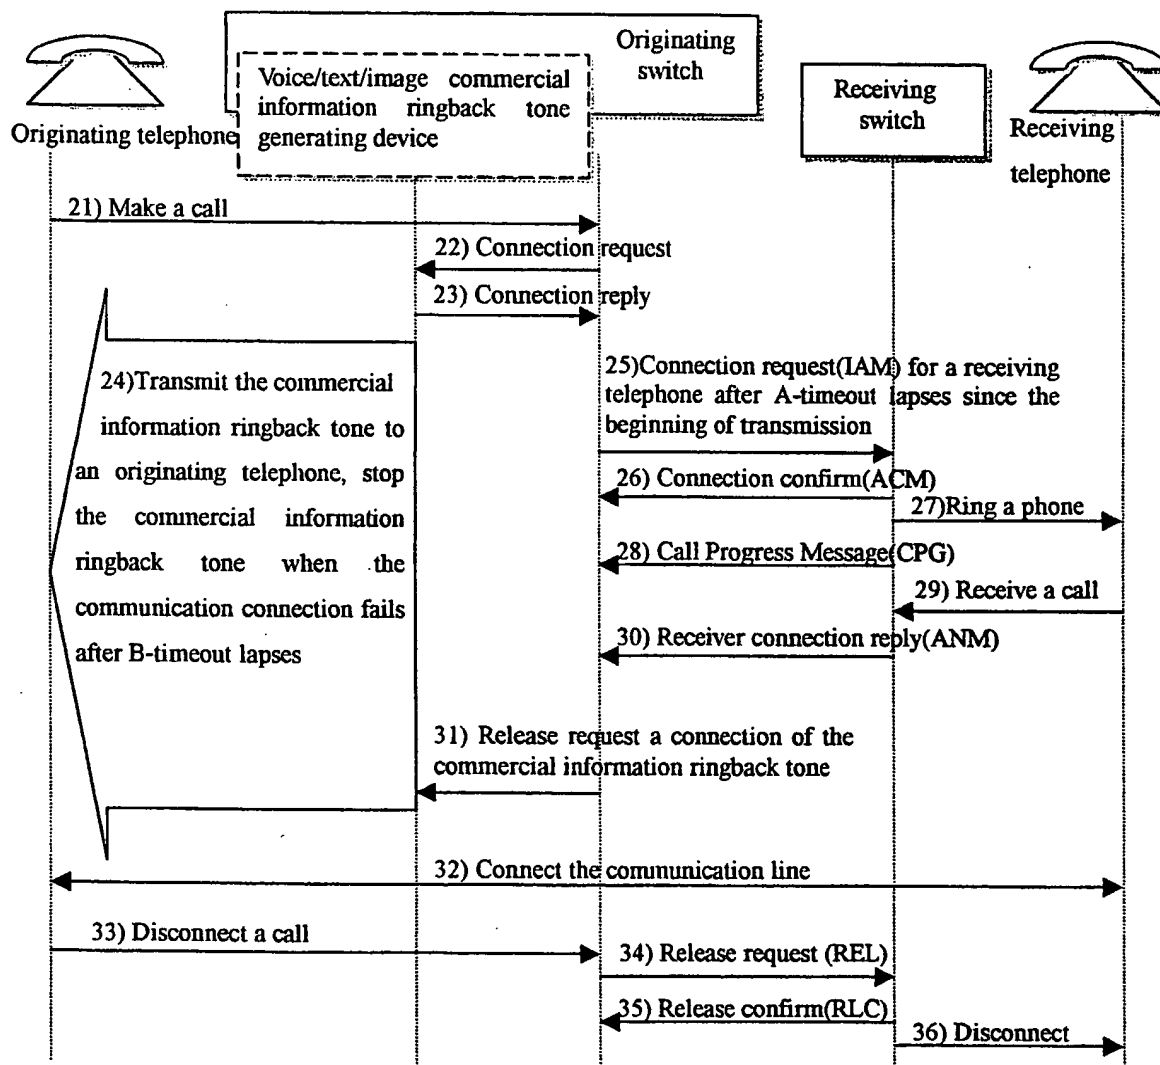 Originating
switch
Voice/text/image commercial
information ringback tone
generating device
Receiving
switch
Originating telephone
Receiving
telephone
21) Make a call
22) Connection request
23) Connection reply
24)Transmit the commercial
information ringback tone to
an originating telephone, stop
the commercial information
ringback tone when the
communication connection fails
after B-timeout lapses
25)Connection request(IAM) for a receiving
telephone after A-timeout lapses since the
beginning of transmission
26) Connection confirm(ACM)
27)Ring a phone
28) Call Progress Message(CPG)
29) Receive a call
30) Receiver connection reply(ANM)
31) Release request a connection of the
commercial information ringback tone
32) Connect the communication line
33) Disconnect a call
34) Release request (REL)
35) Release confirm(RLC)
36) Disconnect